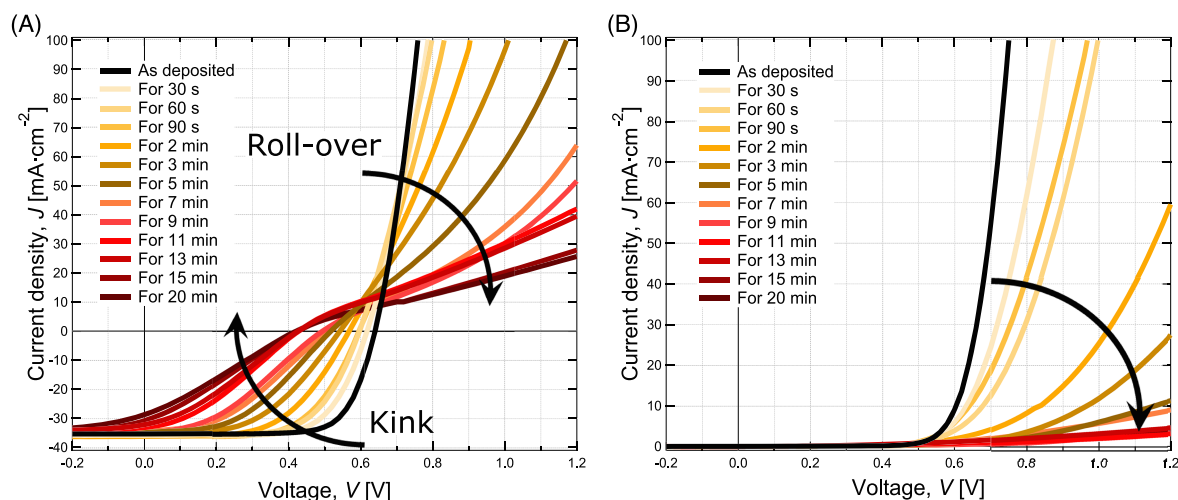 (A)
100
90
80
70
60
50
40
30
20
10
0
-10
-20
-30
-40
Current density, J [mA·cm-2]
As deposited
For 30 s
For 60 s
For 90 s
For 2 min
For 3 min
For 5 min
For 7 min
For 9 min
For 11 min
For 13 min
For 15 min
For 20 min
Roll-over
Kink
-0.2 0.0 0.2 0.4 0.6 0.8 1.0 1.2
Voltage, V [V]
(B)
100
90
80
70
60
50
40
30
20
10
0
Current density, J [mA·cm-2]
As deposited
For 30 s
For 60 s
For 90 s
For 2 min
For 3 min
For 5 min
For 7 min
For 9 min
For 11 min
For 13 min
For 15 min
For 20 min
-0.2 0.0 0.2 0.4 0.6 0.8 1.0 1.2
Voltage, V [V]